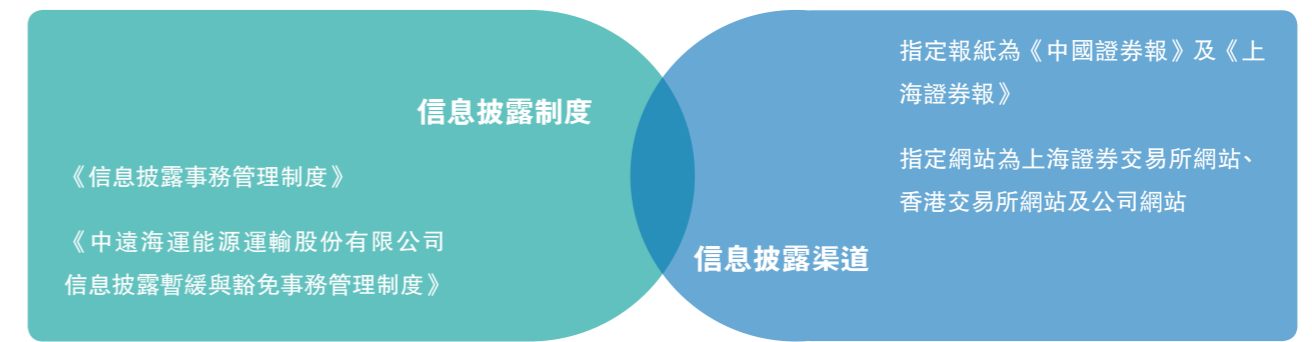 信息披露制度
《信息披露事務管理制度》
《中遠海運能源運輸股份有限公司
信息披露暫緩與豁免事務管理制度》
指定報紙為《中國證券報》及《上
海證券報》
指定網站為上海證券交易所網站、
香港交易所網站及公司網站
信息披露渠道